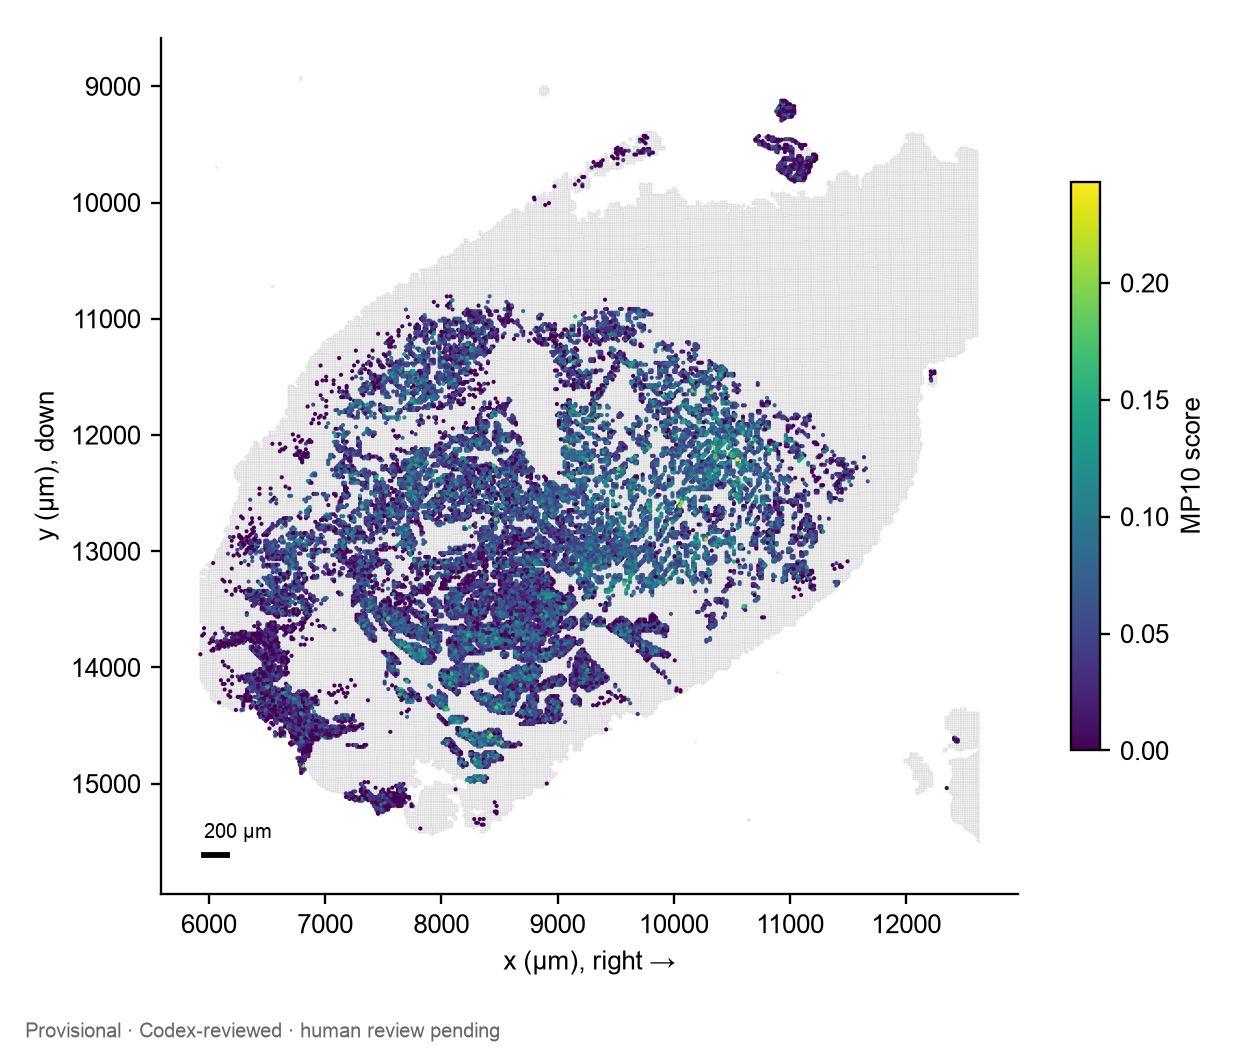 9000
10000
11000
12000
13000
14000
15000
y (µm), down
200 µm
6000 7000 8000 9000 10000 11000 12000
x (µm), right →
0.20
0.15
0.10
0.05
0.00
MP10 score
Provisional · Codex-reviewed · human review pending